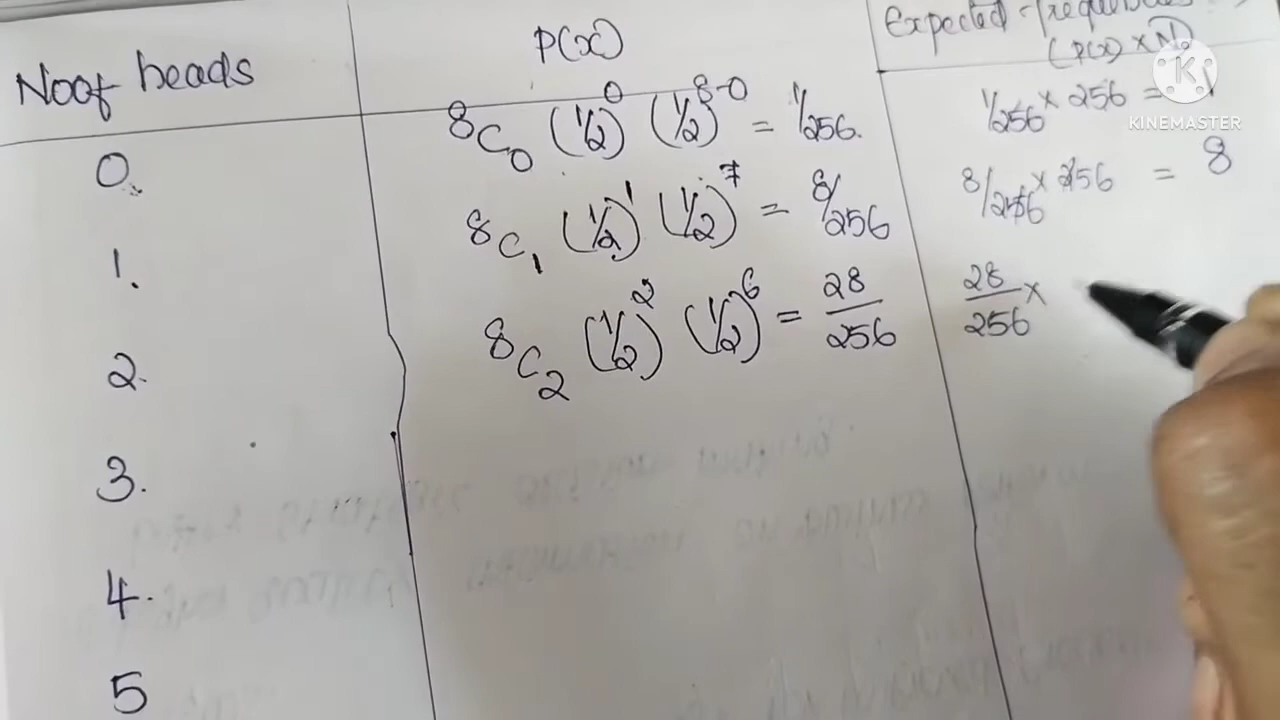 No of heads
P(x)
Expected frequencies
(P(x) × N)
0.
8C0 (1/2)^0 (1/2)^8-0 = 1/256.
1/256 × 256 = 1
KINEMASTER
1.
8C1 (1/2)^1 (1/2)^7 = 8/256
8/256 × 256 = 8
2.
8C2 (1/2)^2 (1/2)^6 = 28/256
28/256 ×
3.
4.
5